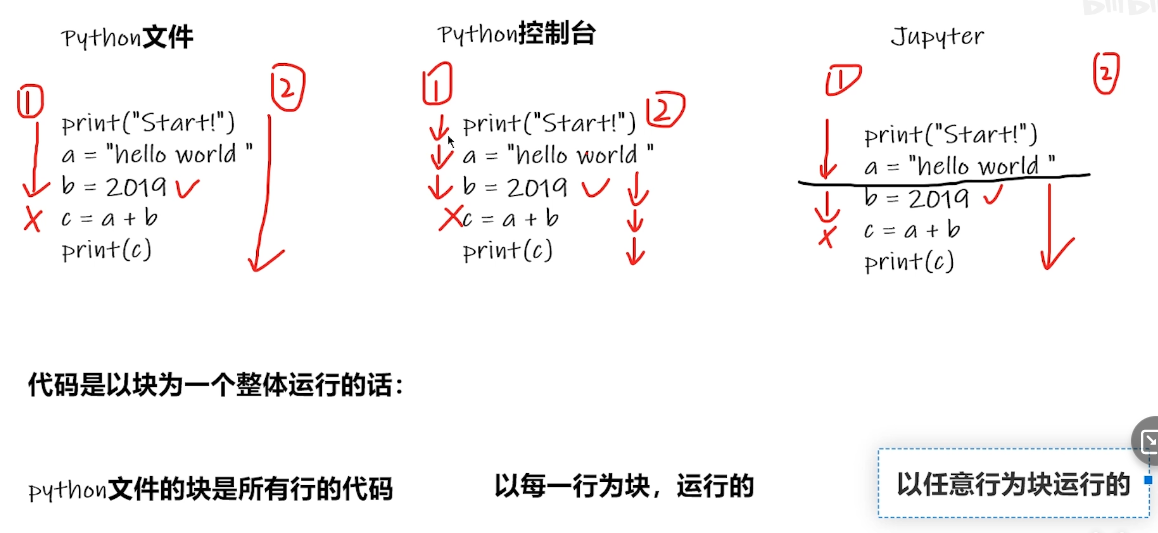 Python文件
①
②
print("Start!")
a = "hello world "
b = 2019 ✓
✗ c = a + b
print(c)
Python控制台
①
②
print("Start!")
a = "hello world "
b = 2019 ✓
✗ c = a + b
print(c)
Jupyter
①
②
print("Start!")
a = "hello world "
b = 2019 ✓
✗ c = a + b
print(c)
代码是以块为一个整体运行的话：
python文件的块是所有行的代码
以每一行为块，运行的
以任意行为块运行的